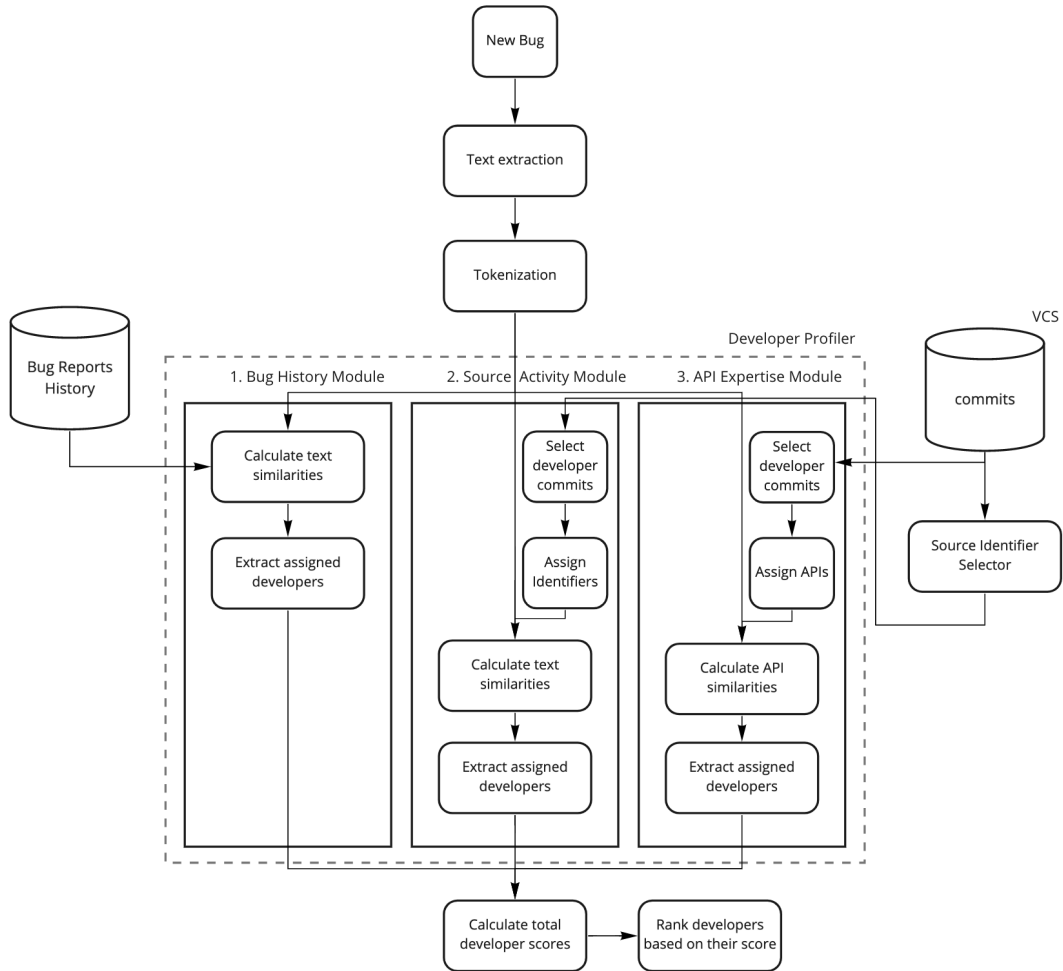 New Bug
Text extraction
Tokenization
Bug Reports
History
VCS
commits
Developer Profiler
1. Bug History Module
2. Source Activity Module
3. API Expertise Module
Calculate text
similarities
Extract assigned
developers
Select
developer
commits
Assign
Identifiers
Calculate text
similarities
Extract assigned
developers
Select
developer
commits
Assign APIs
Calculate API
similarities
Extract assigned
developers
Source Identifier
Selector
Calculate total
developer scores
Rank developers
based on their score